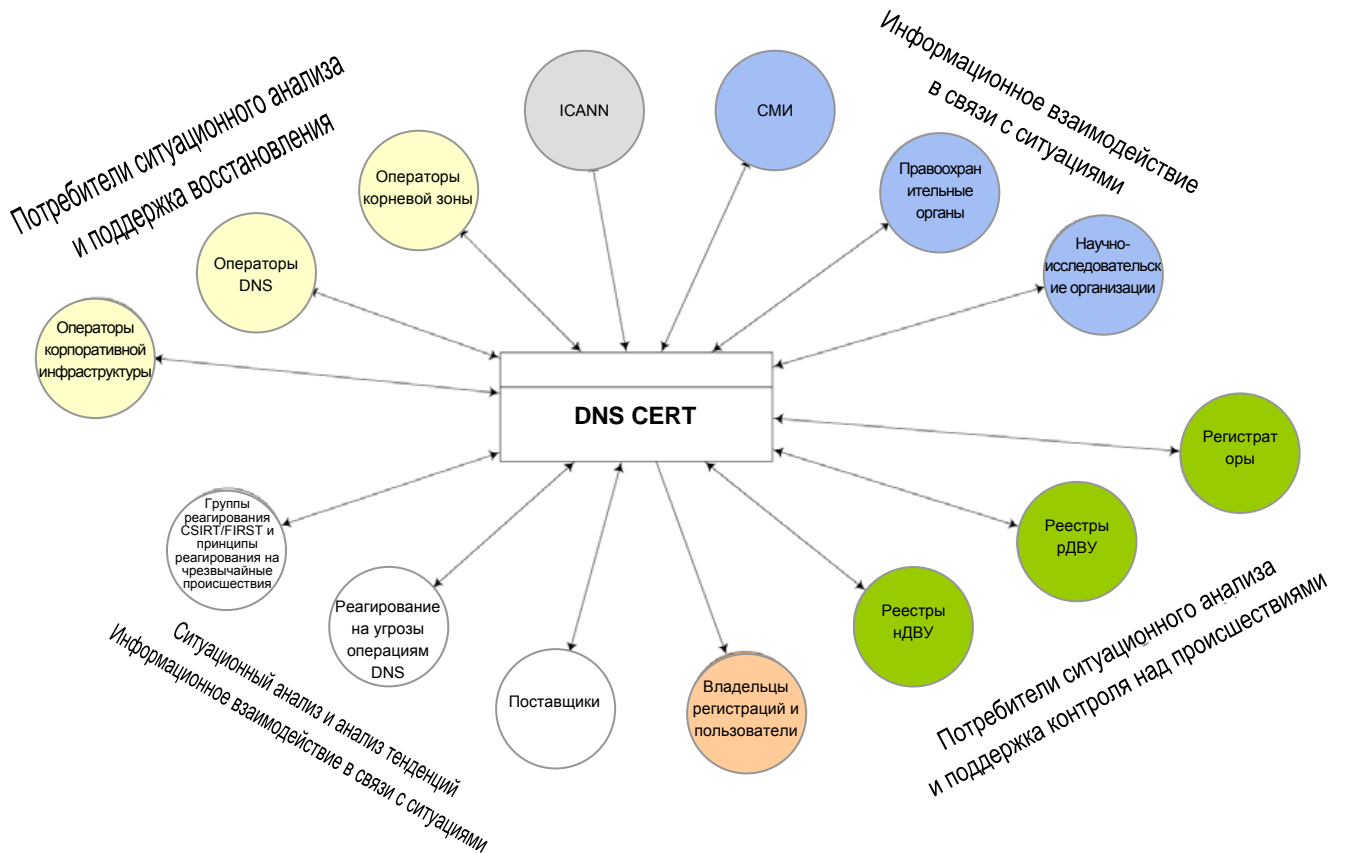 Потребители ситуационного анализа
и поддержка восстановления
Информационное взаимодействие
в связи с ситуациями
ICANN
СМИ
Операторы
корневой зоны
Правоохран
ительные
органы
Операторы
DNS
Научно-
исследовательск
ие организации
Операторы
корпоративной
инфраструктуры
DNS CERT
Регистрат
оры
Группы
реагирования
CSIRT/FIRST и
принципы
реагирования на
чрезвычайные
происшествия
Реестры
рДВУ
Реагирование
на угрозы
операциям
DNS
Реестры
нДВУ
Поставщики
Владельцы
регистраций и
пользователи
Ситуационный анализ и анализ тенденций
Информационное взаимодействие в связи с ситуациями
Потребители ситуационного анализа
и поддержка контроля над происшествиями